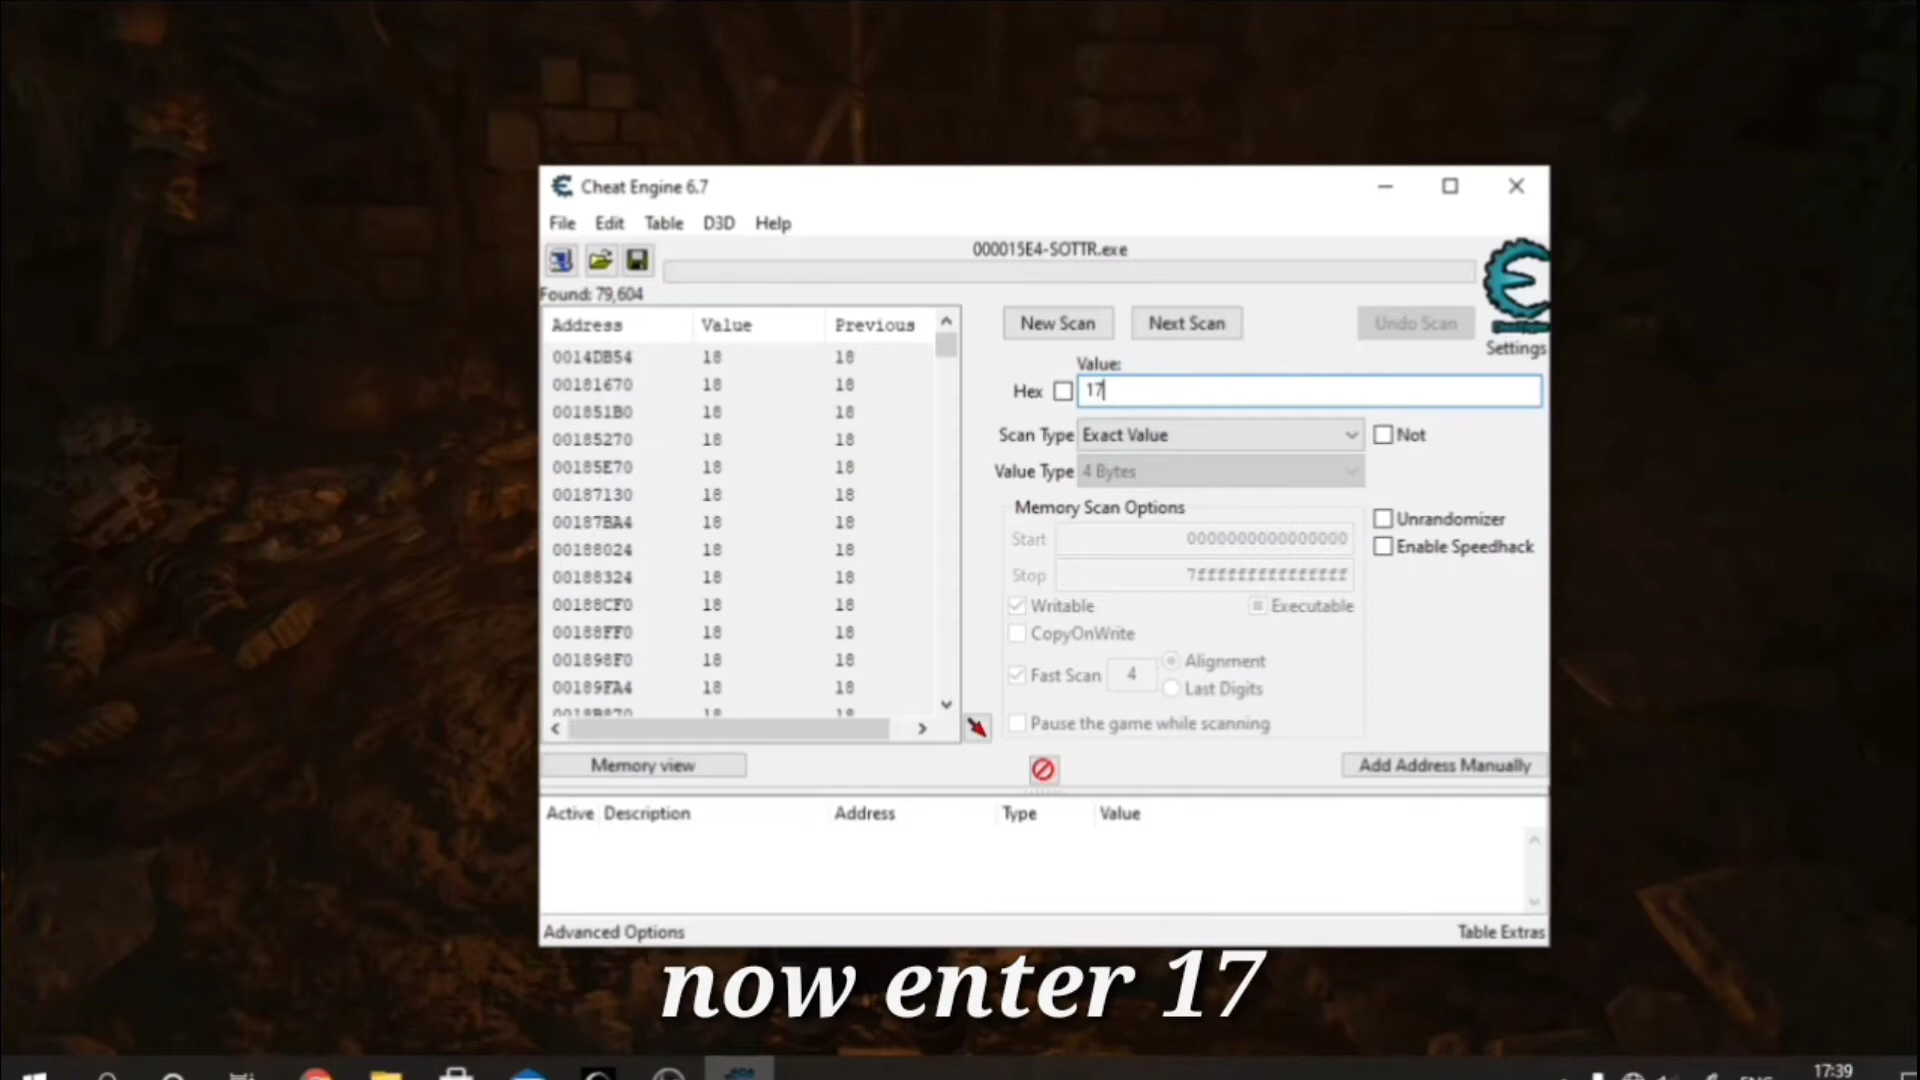 Cheat Engine 6.7
File Edit Table D3D Help
000015E4-SOTTR.exe
Found: 79,604
Address Value Previous
0014DB54 18 18
00181670 18 18
001851B0 18 18
00185270 18 18
00185E70 18 18
00187130 18 18
00187BA4 18 18
00188024 18 18
00188324 18 18
00188CF0 18 18
00188FF0 18 18
001898F0 18 18
00189FA4 18 18
0018B870 18 18
New Scan Next Scan Undo Scan
Settings
Value:
Hex 17
Scan Type Exact Value Not
Value Type 4 Bytes
Memory Scan Options
Start 0000000000000000
Stop 7fffffffffffffff
Unrandomizer
Enable Speedhack
Writable Executable
CopyOnWrite
Fast Scan 4 Alignment
Last Digits
Pause the game while scanning
Memory view Add Address Manually
Active Description Address Type Value
Advanced Options Table Extras
now enter 17
17:39